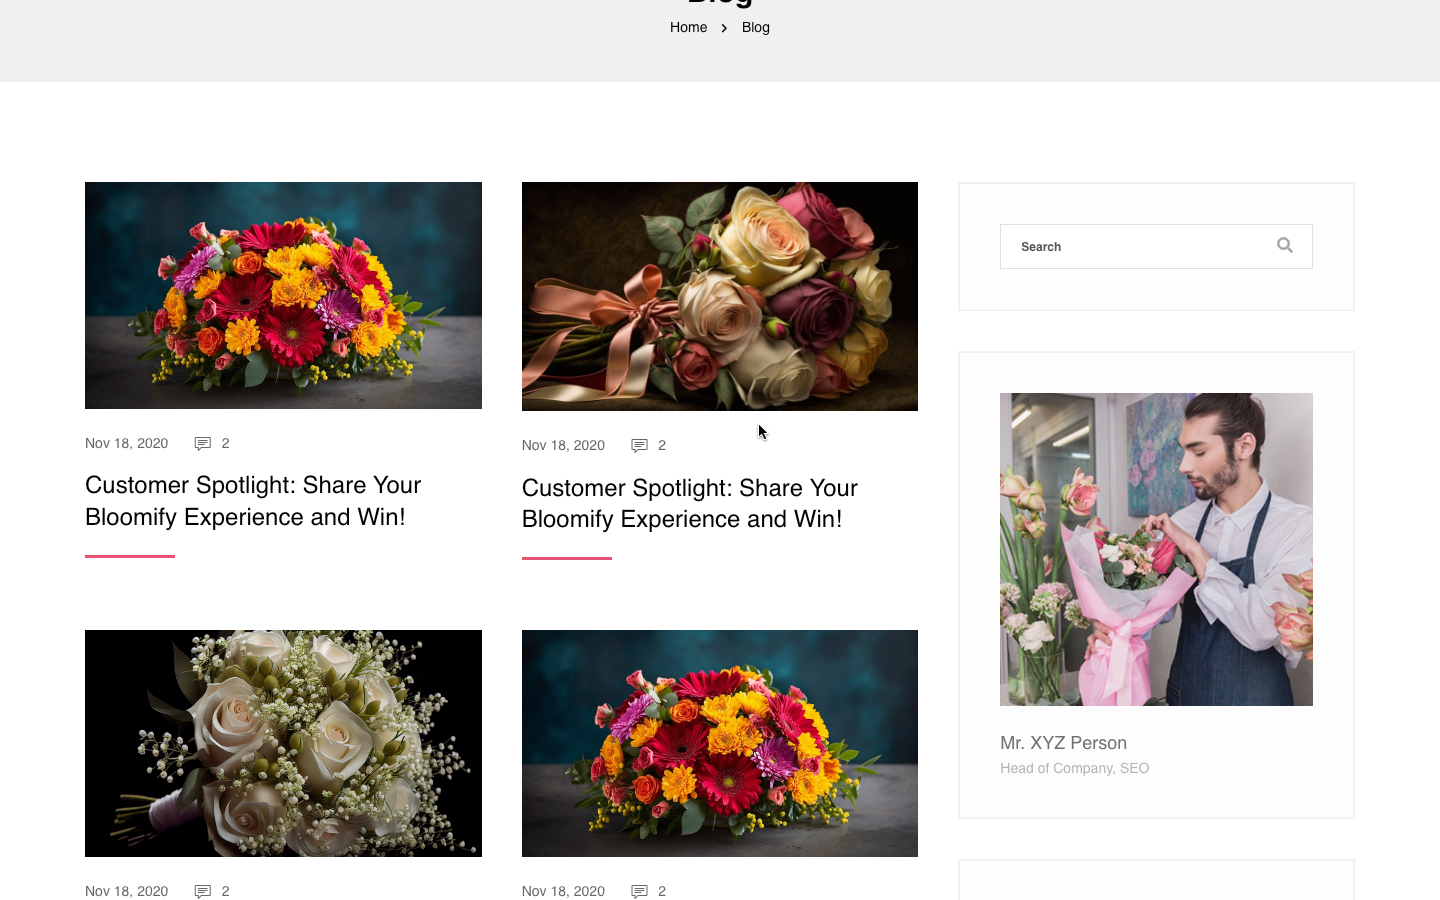 Blog
Home > Blog
Nov 18, 2020 2
Customer Spotlight: Share Your
Bloomify Experience and Win!
Nov 18, 2020 2
Customer Spotlight: Share Your
Bloomify Experience and Win!
Nov 18, 2020 2
Nov 18, 2020 2
Search
Mr. XYZ Person
Head of Company, SEO